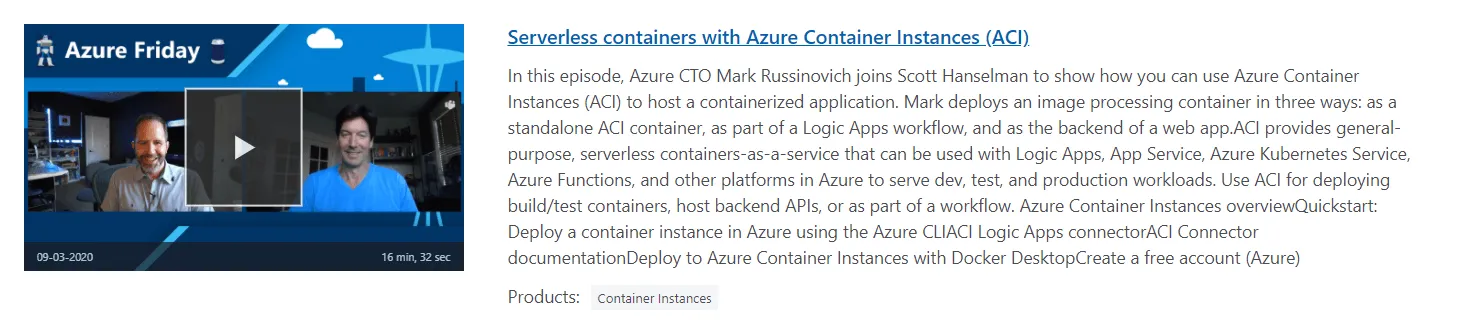 Azure Friday
09-03-2020
16 min, 32 sec
Serverless containers with Azure Container Instances (ACI)
In this episode, Azure CTO Mark Russinovich joins Scott Hanselman to show how you can use Azure Container
Instances (ACI) to host a containerized application. Mark deploys an image processing container in three ways: as a
standalone ACI container, as part of a Logic Apps workflow, and as the backend of a web app.ACI provides general-
purpose, serverless containers-as-a-service that can be used with Logic Apps, App Service, Azure Kubernetes Service,
Azure Functions, and other platforms in Azure to serve dev, test, and production workloads. Use ACI for deploying
build/test containers, host backend APIs, or as part of a workflow. Azure Container Instances overviewQuickstart:
Deploy a container instance in Azure using the Azure CLIACI Logic Apps connectorACI Connector
documentationDeploy to Azure Container Instances with Docker DesktopCreate a free account (Azure)
Products: Container Instances